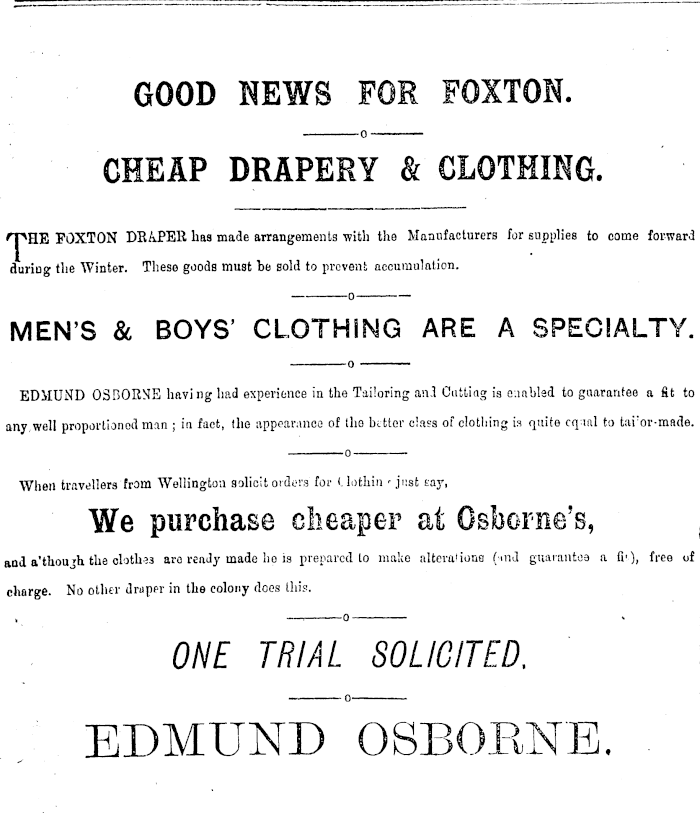 GOOD NEWS FOR FOXTON.
CHEAP DRAPERY & CLOTHING.
THE FOXTON DRAPER has made arrangements with the Manufacturers for supplies to come forward
during the Winter. These goods must be sold to prevent accumulation.
MEN'S & BOYS' CLOTHING ARE A SPECIALTY.
EDMUND OSBORNE having had experience in the Tailoring and Cutting is enabled to guarantee a fit to
any well proportioned man ; in fact, the appearance of the better class of clothing is quite equal to tailor-made.
When travellers from Wellington solicit orders for Clothing just say,
We purchase cheaper at Osborne's,
and although the clothes are ready made he is prepared to make alterations (and guarantee a fit), free of
charge. No other draper in the colony does this.
ONE TRIAL SOLICITED.
EDMUND OSBORNE.